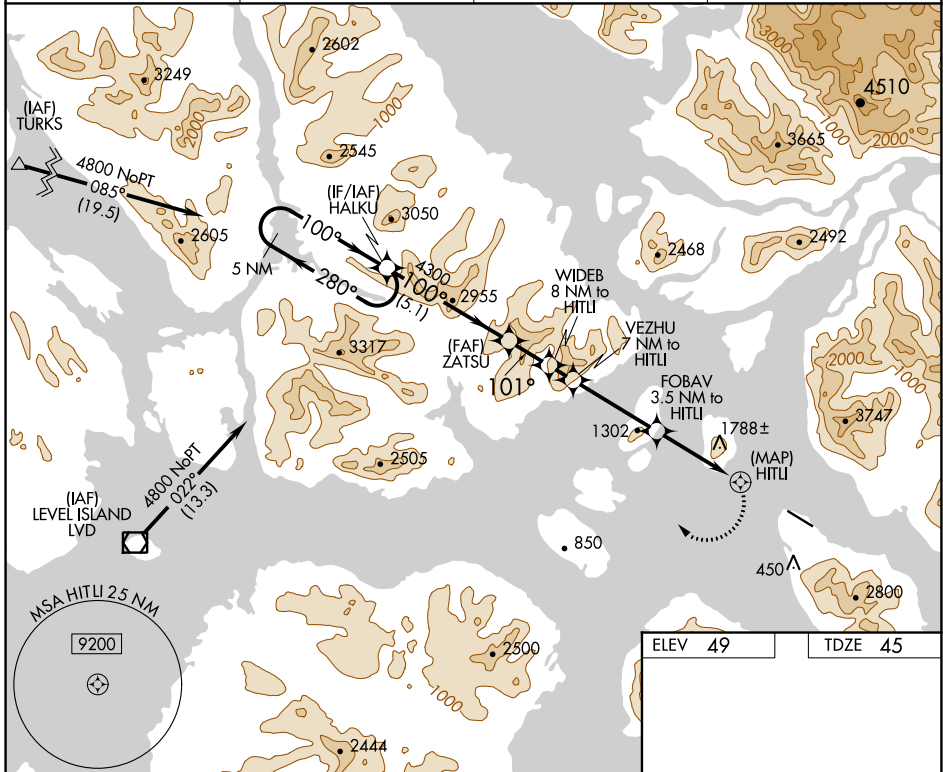 2602
3249
3000
4510
(IAF)
TURKS
2000
1000
1000
2000
3665
4800 NoPT
085°
(19.5)
2545
(IF/IAF)
HALKU
3050
2605
100°
5 NM
280°
4300
100°
(5.1)
2955
2468
2492
WIDEB
8 NM to
HITLI
VEZHU
7 NM to
HITLI
(FAF)
ZATSU
101°
3317
2000
1000
FOBAV
3.5 NM to
HITLI
3747
1302
1788±
(MAP)
HITLI
2505
4800 NoPT
022°
(13.3)
(IAF)
LEVEL ISLAND
LVD
850
450
2800
MSA HITLI 25 NM
9200
2500
1000
2444
ELEV 49
TDZE 45